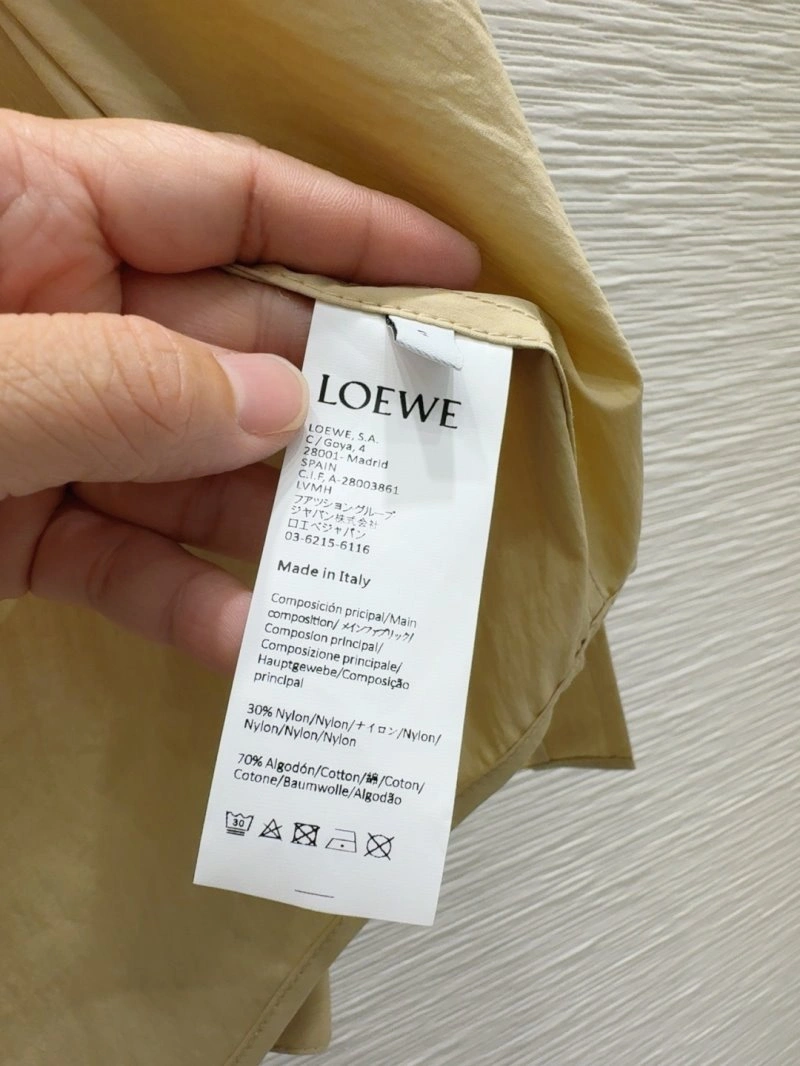 LOEWE
LOEWE, S.A.
C/Goya, 4
28001- Madrid
SPAIN
C.I.F, A-28003861
LVMH
フアッショングループ
ジャパン株式会社
ロエベジャパン
03-6215-6116
Made in Italy
Composición pricipal/Main
composition/ メインファブリック/
Composion principal/
Composizione principale/
Hauptgewebe/Composição
principal
30% Nylon/Nylon/ナイロン/Nylon/
Nylon/Nylon/Nylon
70% Algodón/Cotton/綿/Coton/
Cotone/Baumwolle/Algodão
30